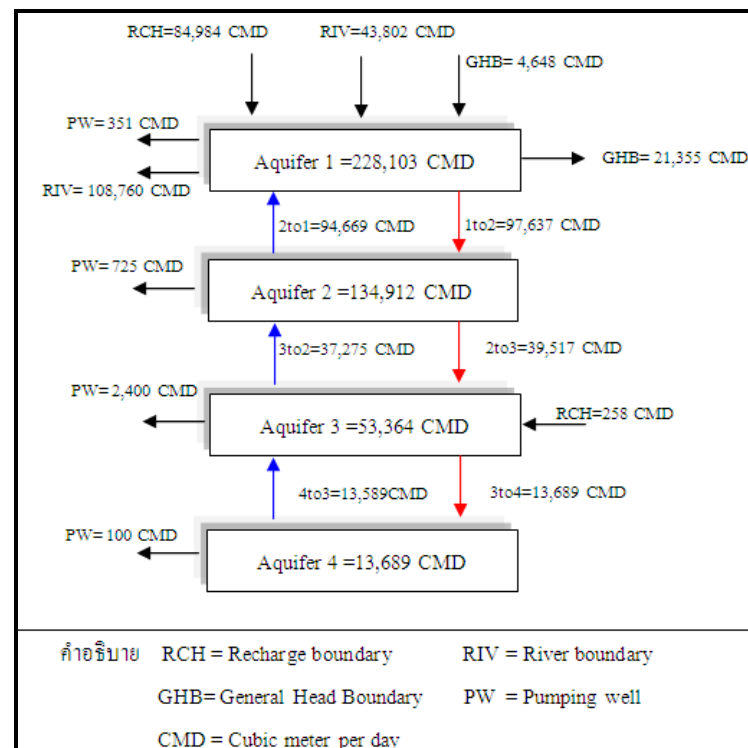 RCH=84,984 CMD
RIV=43,802 CMD
GHB= 4,648 CMD
PW= 351 CMD
Aquifer 1 =228,103 CMD
GHB= 21,355 CMD
RIV= 108,760 CMD
2to1=94,669 CMD
1to2=97,637 CMD
PW= 725 CMD
Aquifer 2 =134,912 CMD
3to2=37,275 CMD
2to3=39,517 CMD
PW= 2,400 CMD
Aquifer 3 =53,364 CMD
RCH=258 CMD
4to3=13,589CMD
3to4=13,689 CMD
PW= 100 CMD
Aquifer 4 =13,689 CMD
คำอธิบาย RCH = Recharge boundary RIV = River boundary
GHB= General Head Boundary PW = Pumping well
CMD = Cubic meter per day